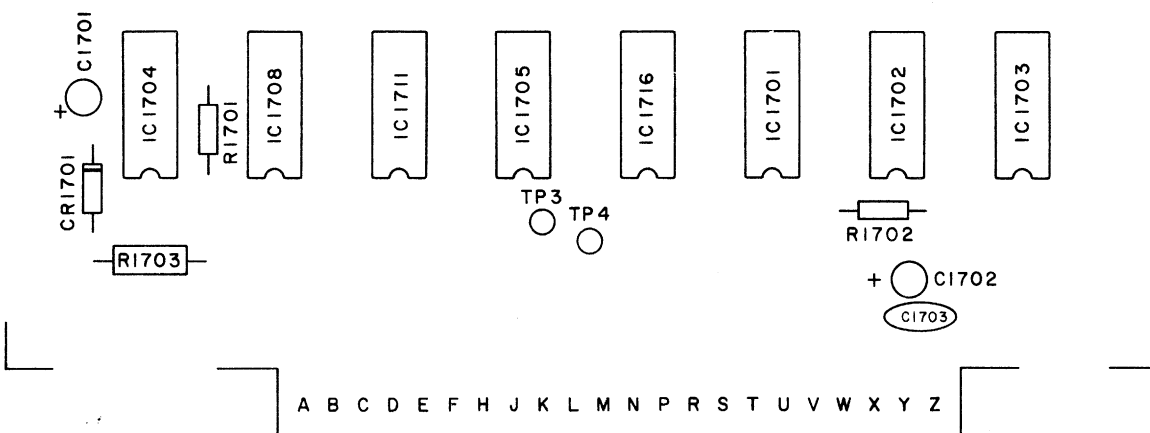 C1701
+
IC1704
R1701
IC1708
IC1711
IC1705
IC1716
IC1701
IC1702
IC1703
CR1701
TP3
TP4
R1702
R1703
+ C1702
C1703
A B C D E F H J K L M N P R S T U V W X Y Z